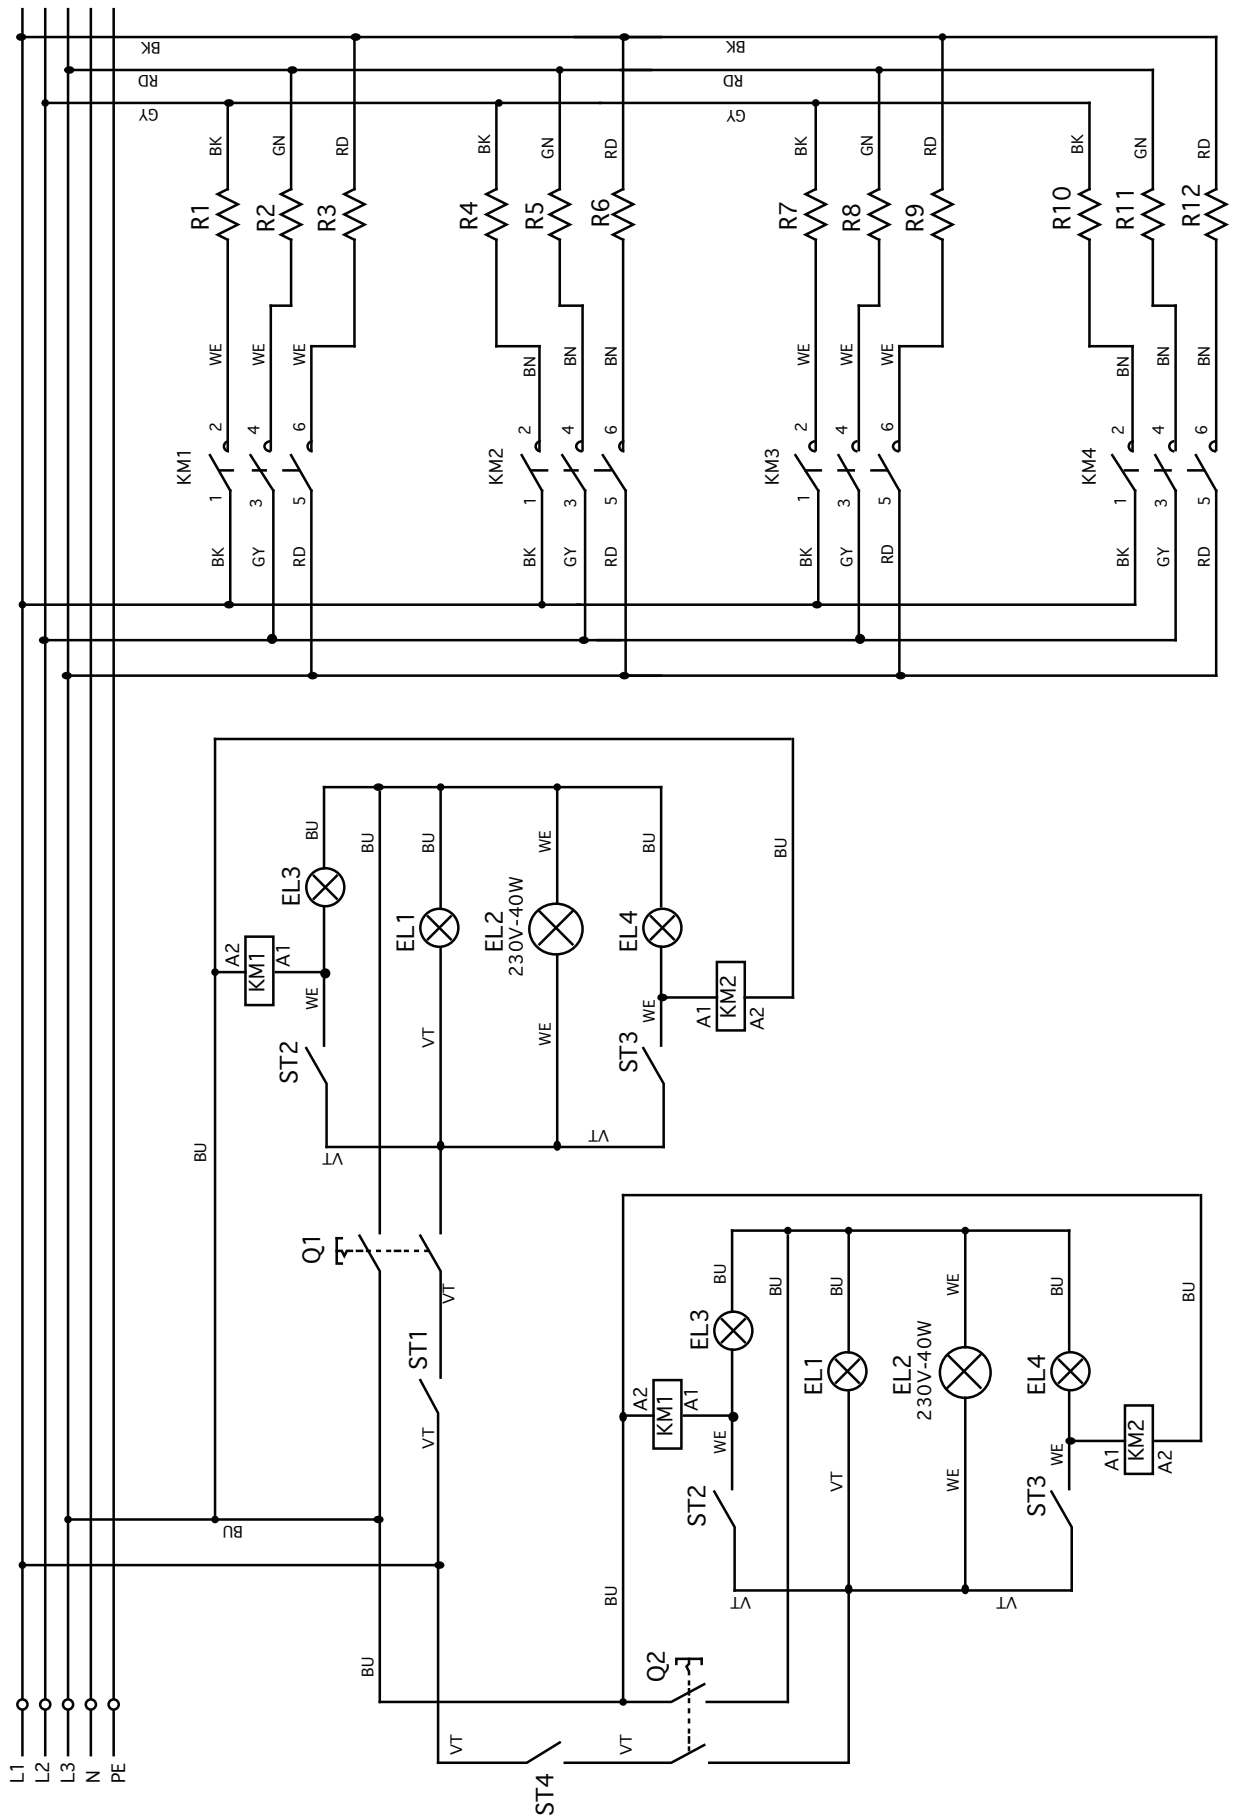 BK
RD
GY
BK
RD
GY
BK
GN
RD
BK
GN
RD
BK
GN
RD
BK
GN
RD
R1
R2
R3
R4
R5
R6
R7
R8
R9
R10
R11
R12
WE
WE
WE
BN
BN
BN
WE
WE
WE
BN
BN
BN
2
4
6
2
4
6
2
4
6
2
4
6
KM1
KM2
KM3
KM4
1
3
5
1
3
5
1
3
5
1
3
5
BK
GY
RD
BK
GY
RD
BK
GY
RD
BK
GY
RD
BU
BU
BU
WE
BU
BU
EL3
EL1
EL2
230V-40W
EL4
A2
KM1
A1
WE
WE
A1
KM2
A2
ST2
VT
WE
ST3
BU
VT
VT
Q1
VT
ST1
VT
BU
BU
BU
BU
WE
BU
BU
EL3
EL1
EL2
230V-40W
EL4
A2
KM1
A1
WE
WE
A1
KM2
A2
ST2
VT
WE
ST3
BU
VT
VT
BU
Q2
VT
VT
ST4
L1
L2
L3
N
PE